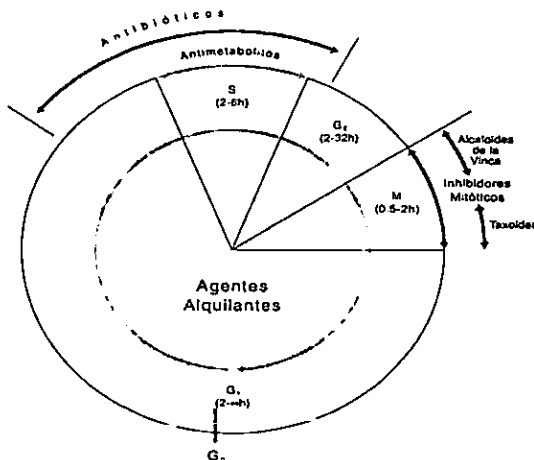 Antibióticos
Antimetabolitos
S
(2-6h)
G₂
(2-32h)
M
(0.5-2h)
Alcaloides
de la
Vinca
Inhibidores
Mitóticos
Taxoides
Agentes
Alquilantes
G₁
(2-∞h)
G₀